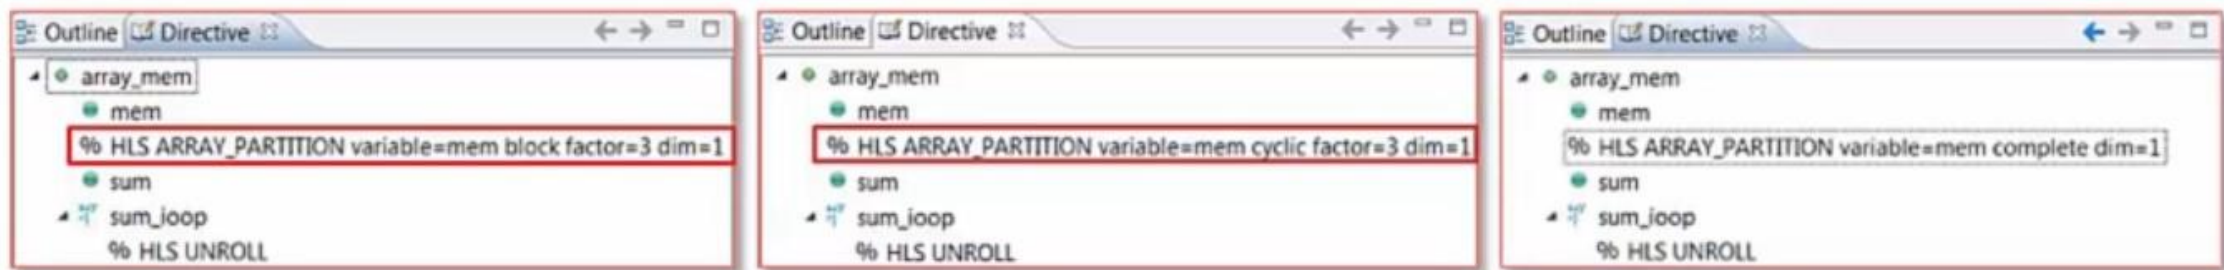 Outline Directive
array_mem
mem
% HLS ARRAY_PARTITION variable=mem block factor=3 dim=1
sum
sum_loop
% HLS UNROLL
Outline Directive
array_mem
mem
% HLS ARRAY_PARTITION variable=mem cyclic factor=3 dim=1
sum
sum_loop
% HLS UNROLL
Outline Directive
array_mem
mem
% HLS ARRAY_PARTITION variable=mem complete dim=1
sum
sum_loop
% HLS UNROLL